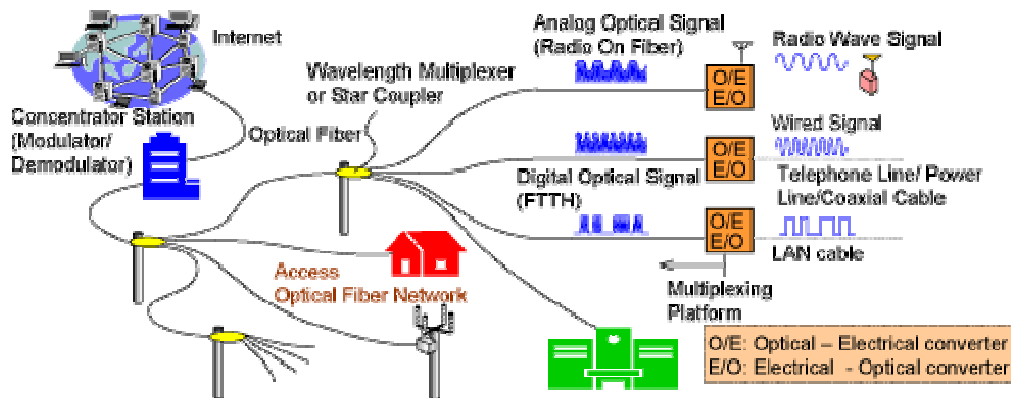 Internet
Concentrator Station
(Modulator/
Demodulator)
Optical Fiber
Wavelength Multiplexer
or Star Coupler
Analog Optical Signal
(Radio On Fiber)
O/E
E/O
Radio Wave Signal
Digital Optical Signal
(FTTH)
O/E
E/O
Wired Signal
Telephone Line/ Power
Line/Coaxial Cable
O/E
E/O
LAN cable
Multiplexing
Platform
Access
Optical Fiber Network
O/E: Optical – Electrical converter
E/O: Electrical - Optical converter